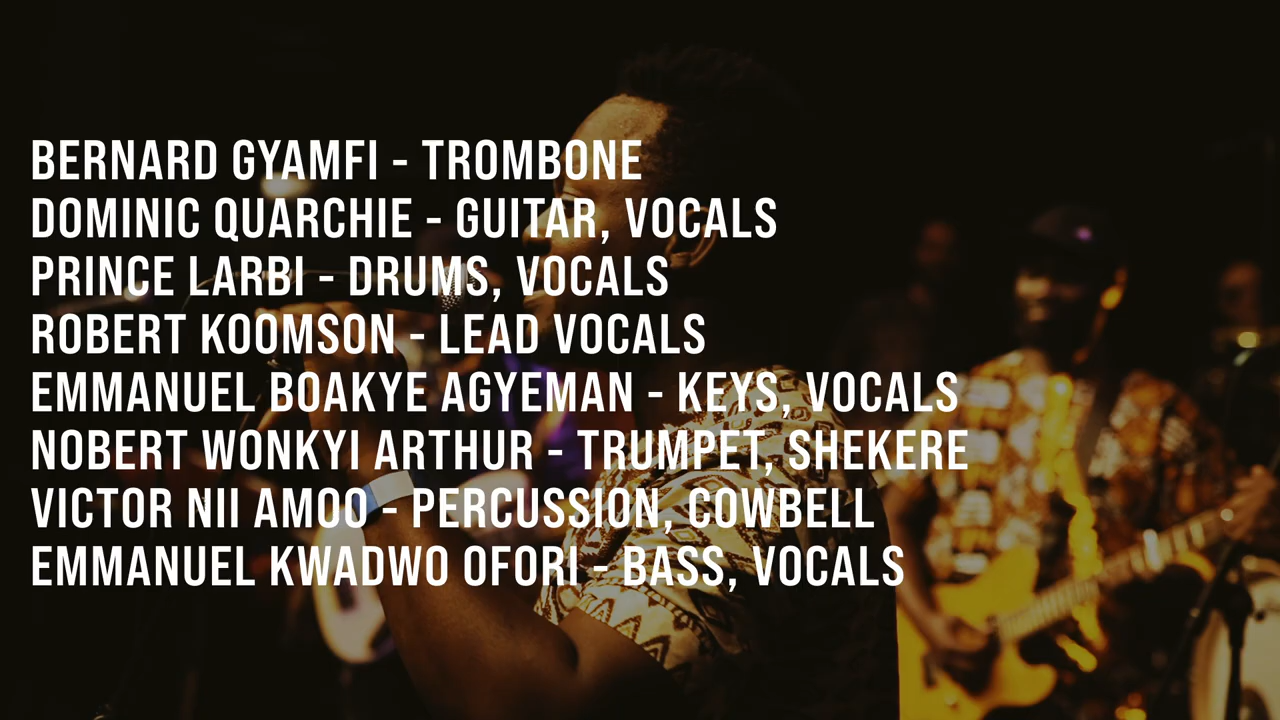 BERNARD GYAMFI - TROMBONE
DOMINIC QUARCHIE - GUITAR, VOCALS
PRINCE LARBI - DRUMS, VOCALS
ROBERT KOOMSON - LEAD VOCALS
EMMANUEL BOAKYE AGYEMAN - KEYS, VOCALS
NOBERT WONKYI ARTHUR - TRUMPET, SHEKERE
VICTOR NII AMOO - PERCUSSION, COWBELL
EMMANUEL KWADWO OFORI - BASS, VOCALS